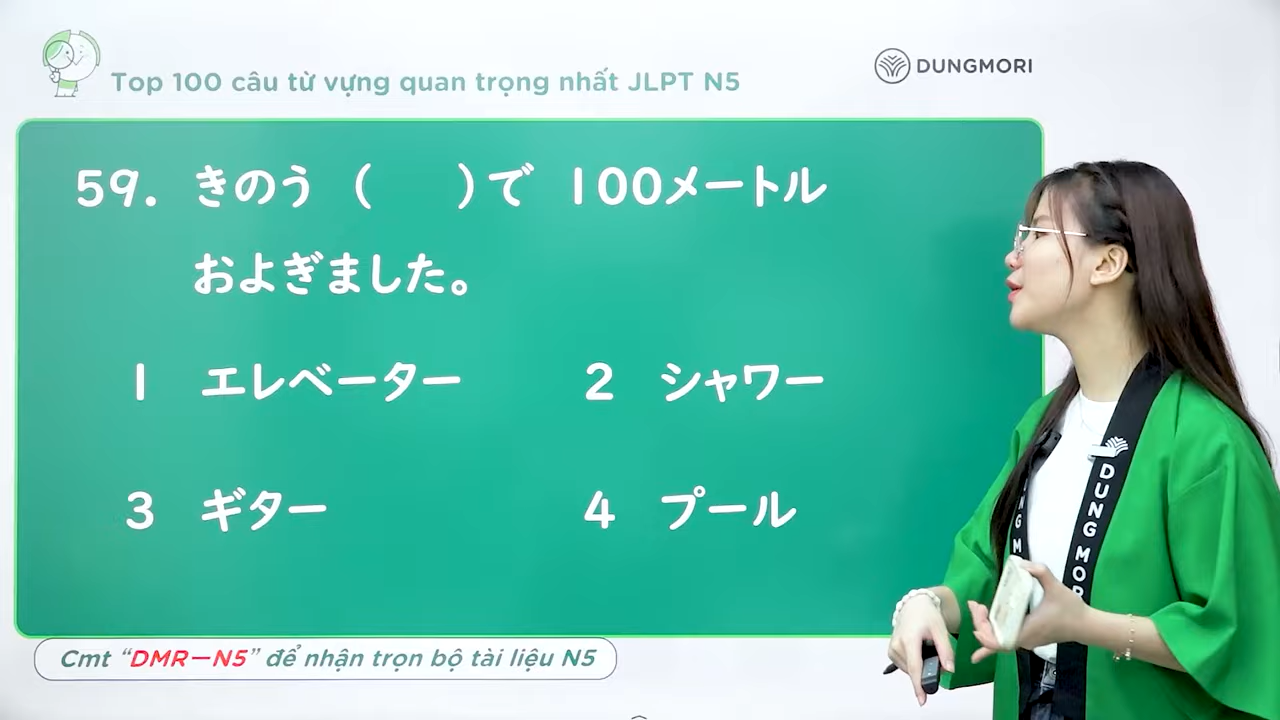 Top 100 câu từ vựng quan trọng nhất JLPT N5
DUNGMORI
59. きのう （　　）で 100メートル
およぎました。
1 エレベーター 2 シャワー
3 ギター 4 プール
Cmt “DMR－N5” để nhận trọn bộ tài liệu N5
DUNG MOR
NG M